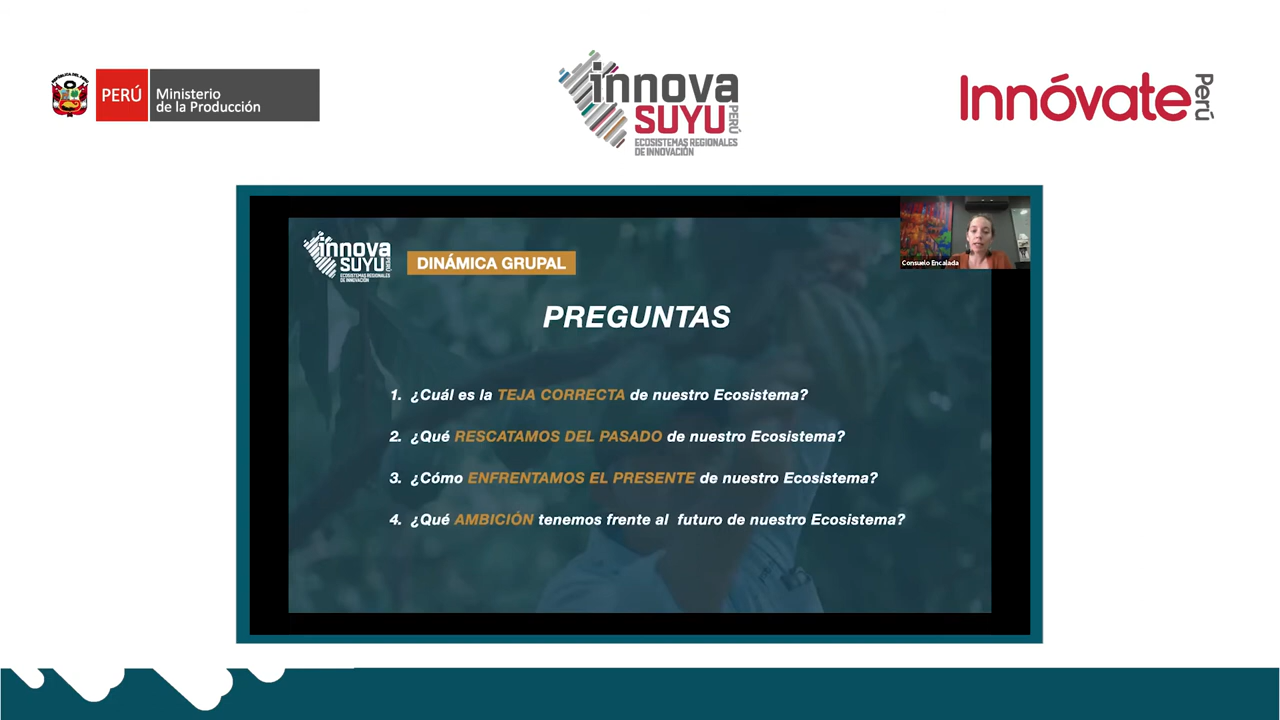 REPÚBLICA DEL PERÚ
PERÚ
Ministerio
de la Producción
innova
SUYU
PERÚ
ECOSISTEMAS REGIONALES
DE INNOVACIÓN
Innóvate
Perú
innova
SUYU
PERÚ
ECOSISTEMAS REGIONALES
DE INNOVACIÓN
DINÁMICA GRUPAL
Consuelo Encalada
PREGUNTAS
1. ¿Cuál es la TEJA CORRECTA de nuestro Ecosistema?
2. ¿Qué RESCATAMOS DEL PASADO de nuestro Ecosistema?
3. ¿Cómo ENFRENTAMOS EL PRESENTE de nuestro Ecosistema?
4. ¿Qué AMBICIÓN tenemos frente al futuro de nuestro Ecosistema?